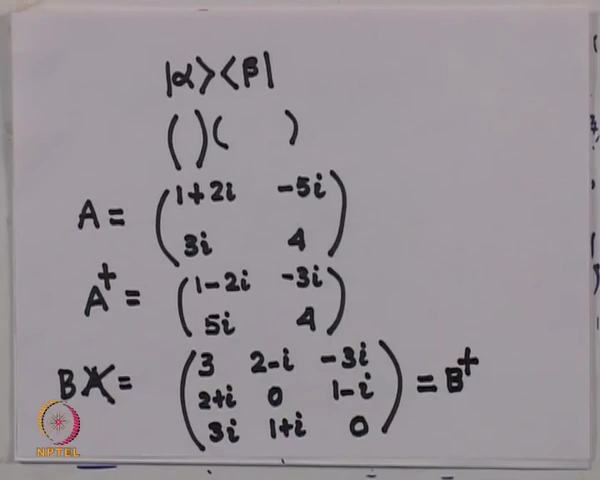 |α><β|
( )( )
A = ( 1+2i -5i
3i 4 )
A† = ( 1-2i -3i
5i 4 )
B A = ( 3 2-i -3i
2+i 0 1-i
3i 1+i 0 ) = B†
NPTEL